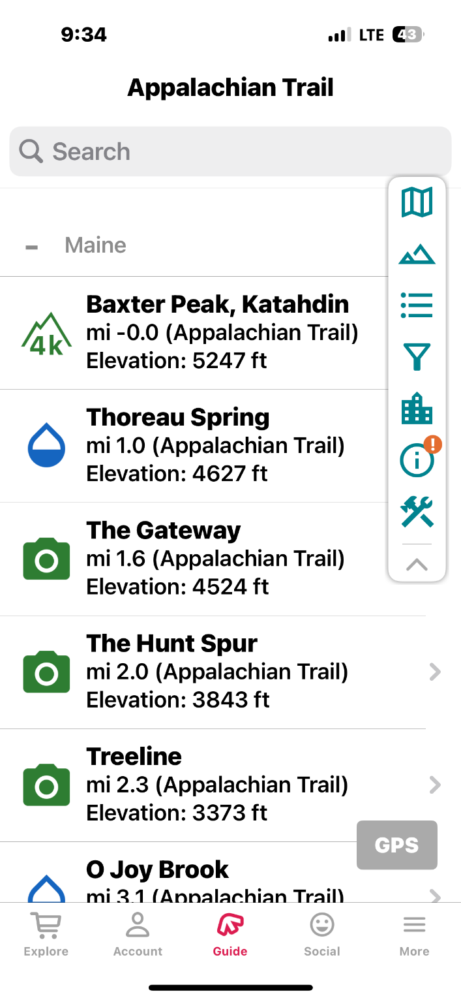 9:34
LTE 43
Appalachian Trail
Search
- Maine
4k
Baxter Peak, Katahdin
mi -0.0 (Appalachian Trail)
Elevation: 5247 ft
Thoreau Spring
mi 1.0 (Appalachian Trail)
Elevation: 4627 ft
The Gateway
mi 1.6 (Appalachian Trail)
Elevation: 4524 ft
The Hunt Spur
mi 2.0 (Appalachian Trail)
Elevation: 3843 ft
Treeline
mi 2.3 (Appalachian Trail)
Elevation: 3373 ft
GPS
O Joy Brook
mi 3.1 (Appalachian Trail)
Explore Account Guide Social More